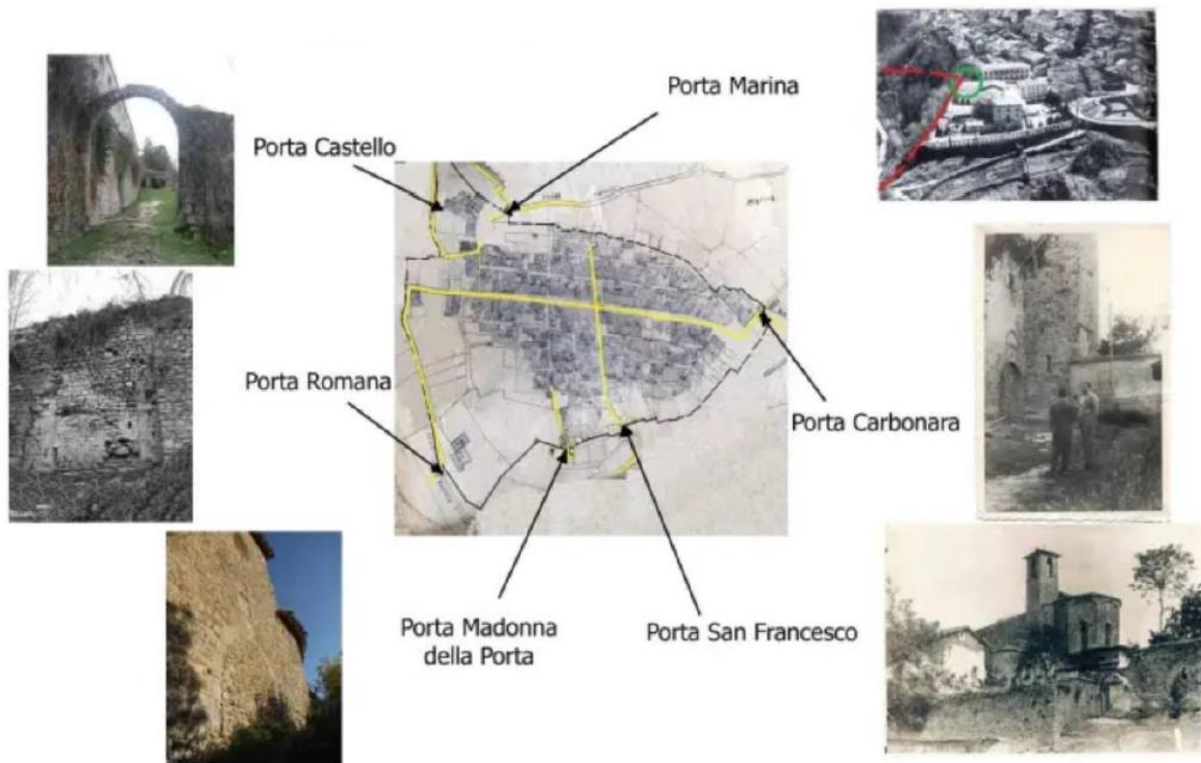 Porta Marina
Porta Castello
Porta Romana
Porta Carbonara
Porta Madonna
della Porta
Porta San Francesco